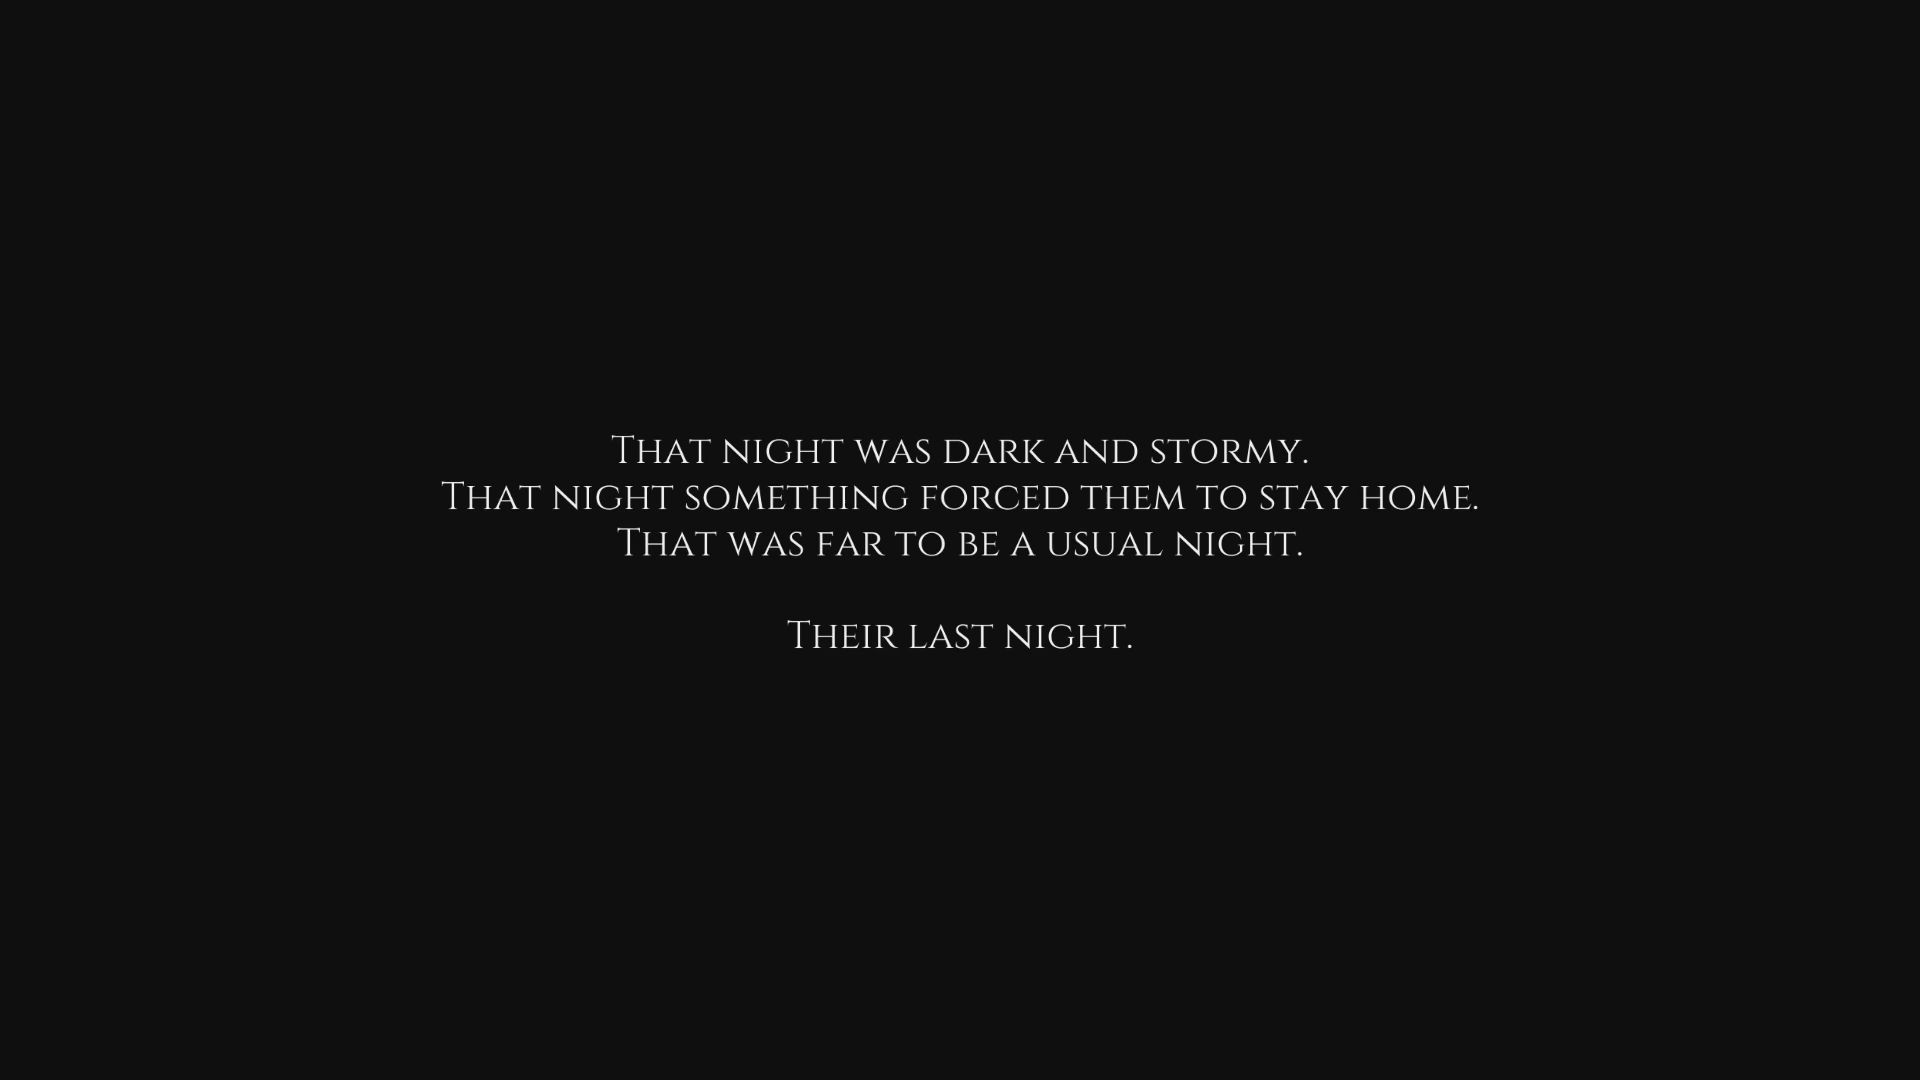 That night was dark and stormy.
That night something forced them to stay home.
That was far to be a usual night.
Their last night.